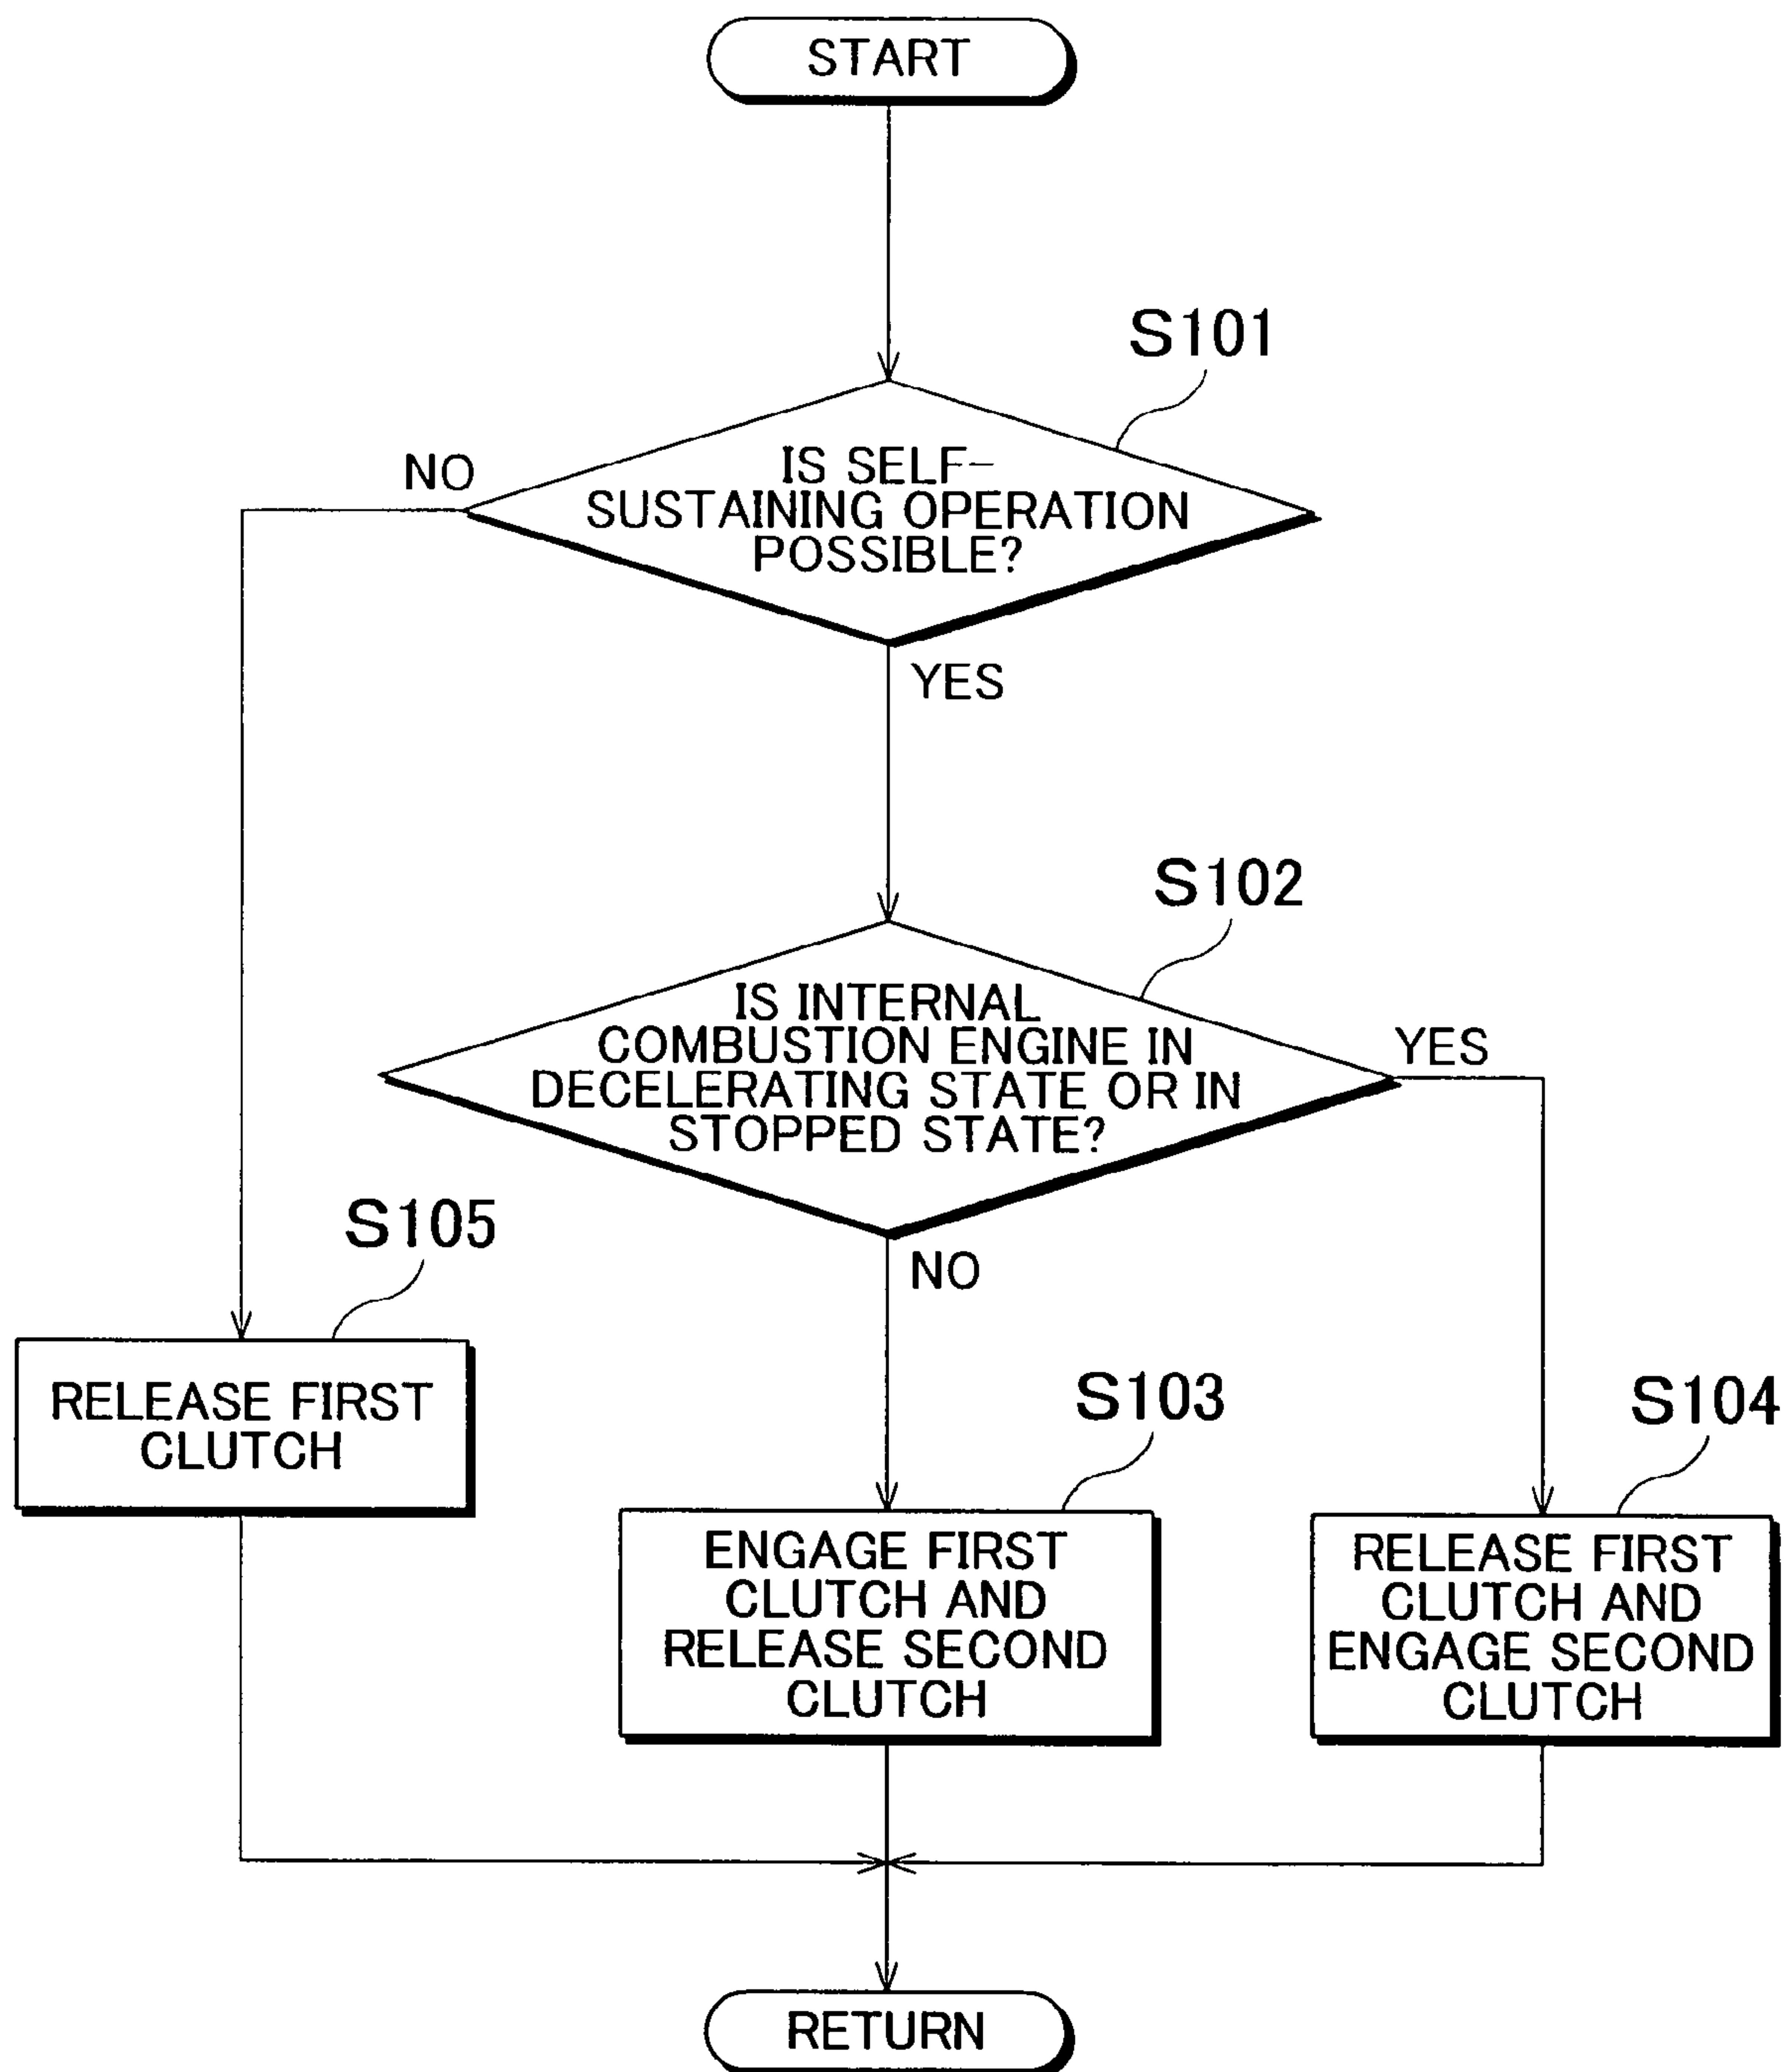 START
S101
NO
IS SELF-
SUSTAINING OPERATION
POSSIBLE?
YES
S102
IS INTERNAL
COMBUSTION ENGINE IN
DECELERATING STATE OR IN
STOPPED STATE?
YES
NO
S105
RELEASE FIRST
CLUTCH
S103
ENGAGE FIRST
CLUTCH AND
RELEASE SECOND
CLUTCH
S104
RELEASE FIRST
CLUTCH AND
ENGAGE SECOND
CLUTCH
RETURN